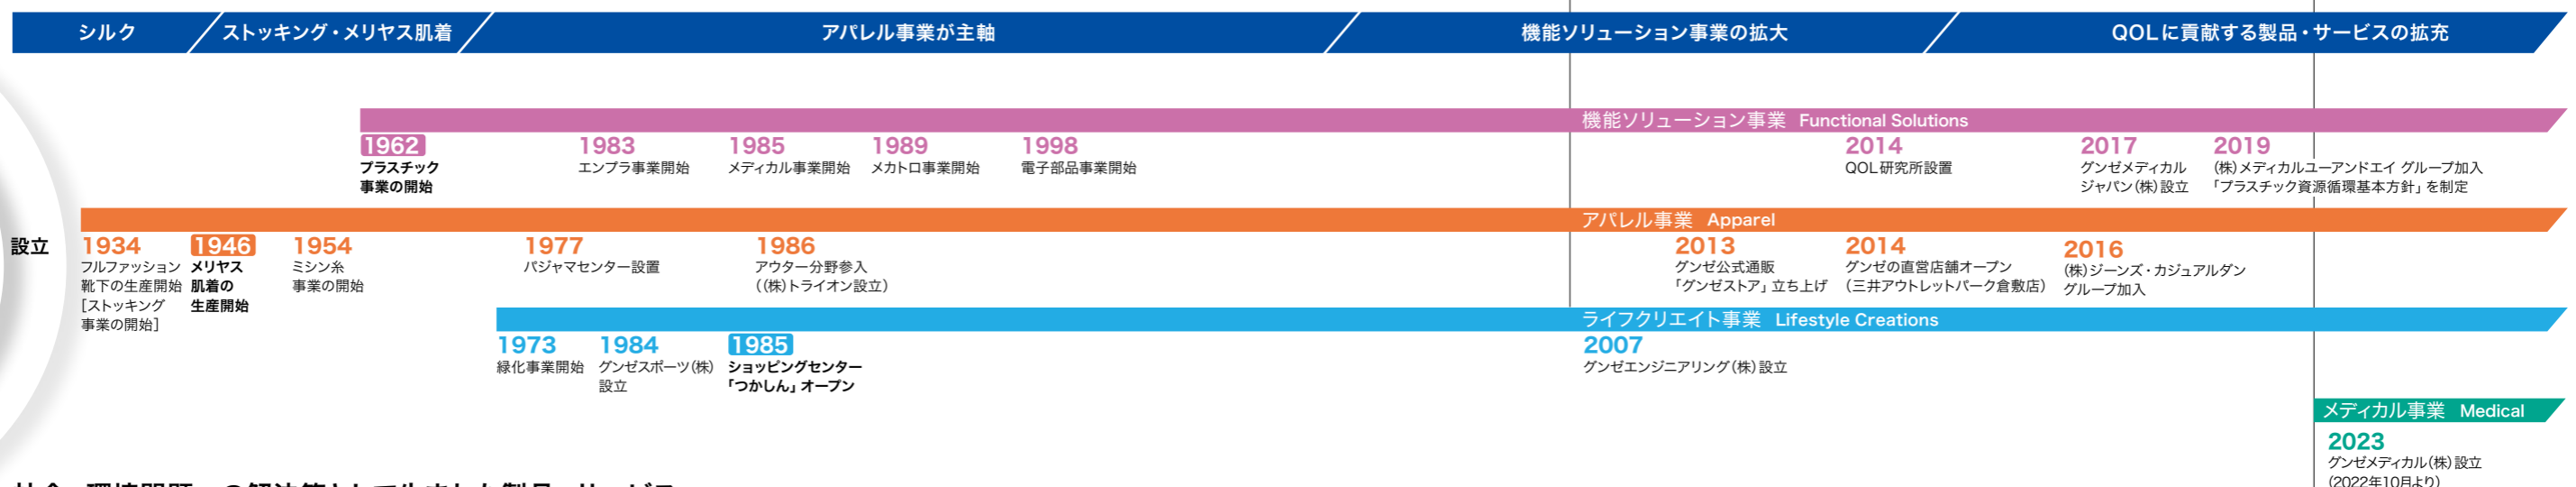 シルク
ストッキング・メリヤス肌着
アパレル事業が主軸
機能ソリューション事業の拡大
QOLに貢献する製品・サービスの拡充
機能ソリューション事業 Functional Solutions
1962
プラスチック
事業の開始
1983
エンプラ事業開始
1985
メディカル事業開始
1989
メカトロ事業開始
1998
電子部品事業開始
2014
QOL研究所設置
2017
グンゼメディカル
ジャパン(株)設立
2019
(株)メディカルユーアンドエイ グループ加入
「プラスチック資源循環基本方針」を制定
アパレル事業 Apparel
設立
1934
フルファッション
靴下の生産開始
[ストッキング
事業の開始]
1946
メリヤス
肌着の
生産開始
1954
ミシン糸
事業の開始
1977
パジャマセンター設置
1986
アウター分野参入
((株)トライオン設立)
2013
グンゼ公式通販
「グンゼストア」立ち上げ
2014
グンゼの直営店舗オープン
(三井アウトレットパーク倉敷店)
2016
(株)ジーンズ・カジュアルダン
グループ加入
ライフクリエイト事業 Lifestyle Creations
1973
緑化事業開始
1984
グンゼスポーツ(株)
設立
1985
ショッピングセンター
「つかしん」オープン
2007
グンゼエンジニアリング(株)設立
メディカル事業 Medical
2023
グンゼメディカル(株)設立
(2022年10月より)